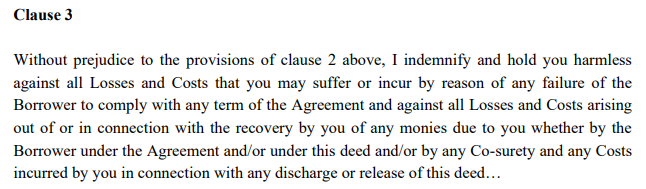 Clause 3
Without prejudice to the provisions of clause 2 above, I indemnify and hold you harmless
against all Losses and Costs that you may suffer or incur by reason of any failure of the
Borrower to comply with any term of the Agreement and against all Losses and Costs arising
out of or in connection with the recovery by you of any monies due to you whether by the
Borrower under the Agreement and/or under this deed and/or by any Co-surety and any Costs
incurred by you in connection with any discharge or release of this deed…